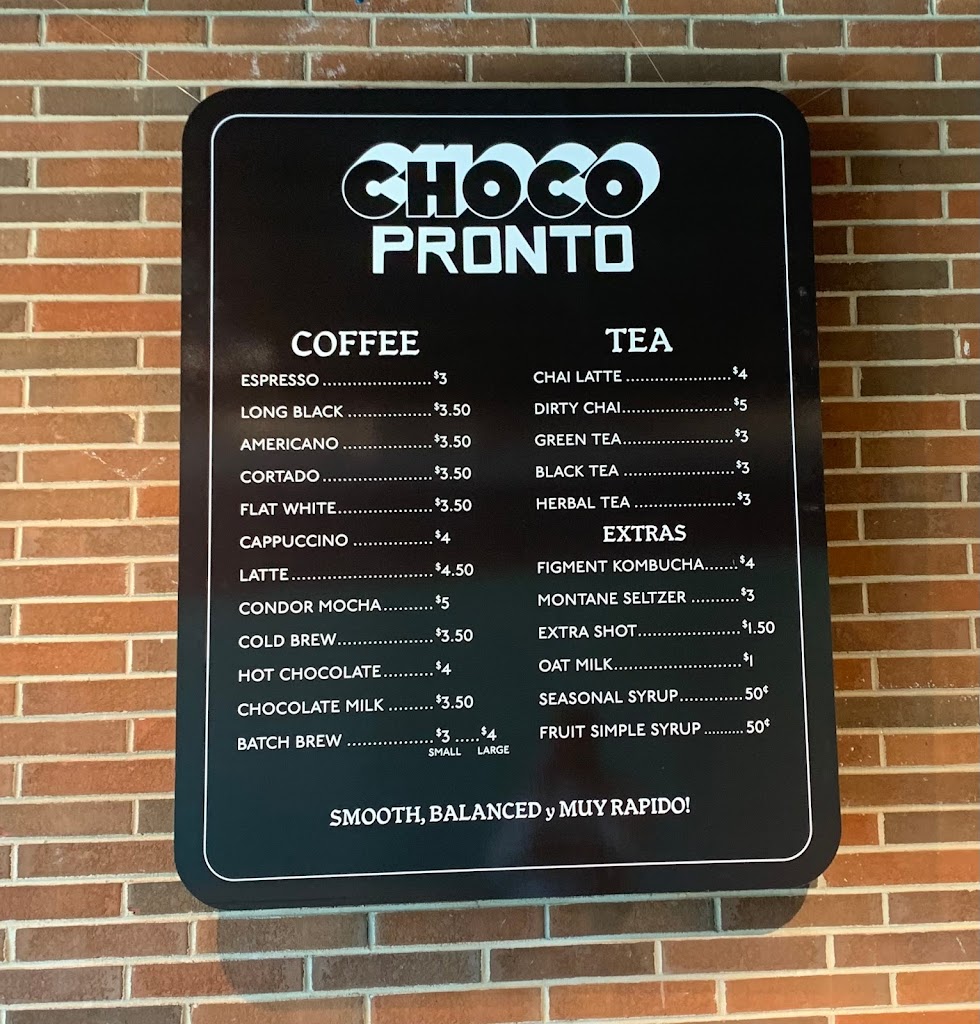 CHOCO
PRONTO
COFFEE
ESPRESSO ...................... $3
LONG BLACK ................. $3.50
AMERICANO .................. $3.50
CORTADO ...................... $3.50
FLAT WHITE................... $3.50
CAPPUCCINO ................ $4
LATTE............................. $4.50
CONDOR MOCHA.......... $5
COLD BREW................... $3.50
HOT CHOCOLATE.......... $4
CHOCOLATE MILK ......... $3.50
BATCH BREW ................. $3 ..... $4
SMALL LARGE
TEA
CHAI LATTE ...................... $4
DIRTY CHAI....................... $5
GREEN TEA....................... $3
BLACK TEA ....................... $3
HERBAL TEA ..................... $3
EXTRAS
FIGMENT KOMBUCHA....... $4
MONTANE SELTZER .......... $3
EXTRA SHOT..................... $1.50
OAT MILK.......................... $1
SEASONAL SYRUP............. 50¢
FRUIT SIMPLE SYRUP .......... 50¢
SMOOTH, BALANCED y MUY RAPIDO!